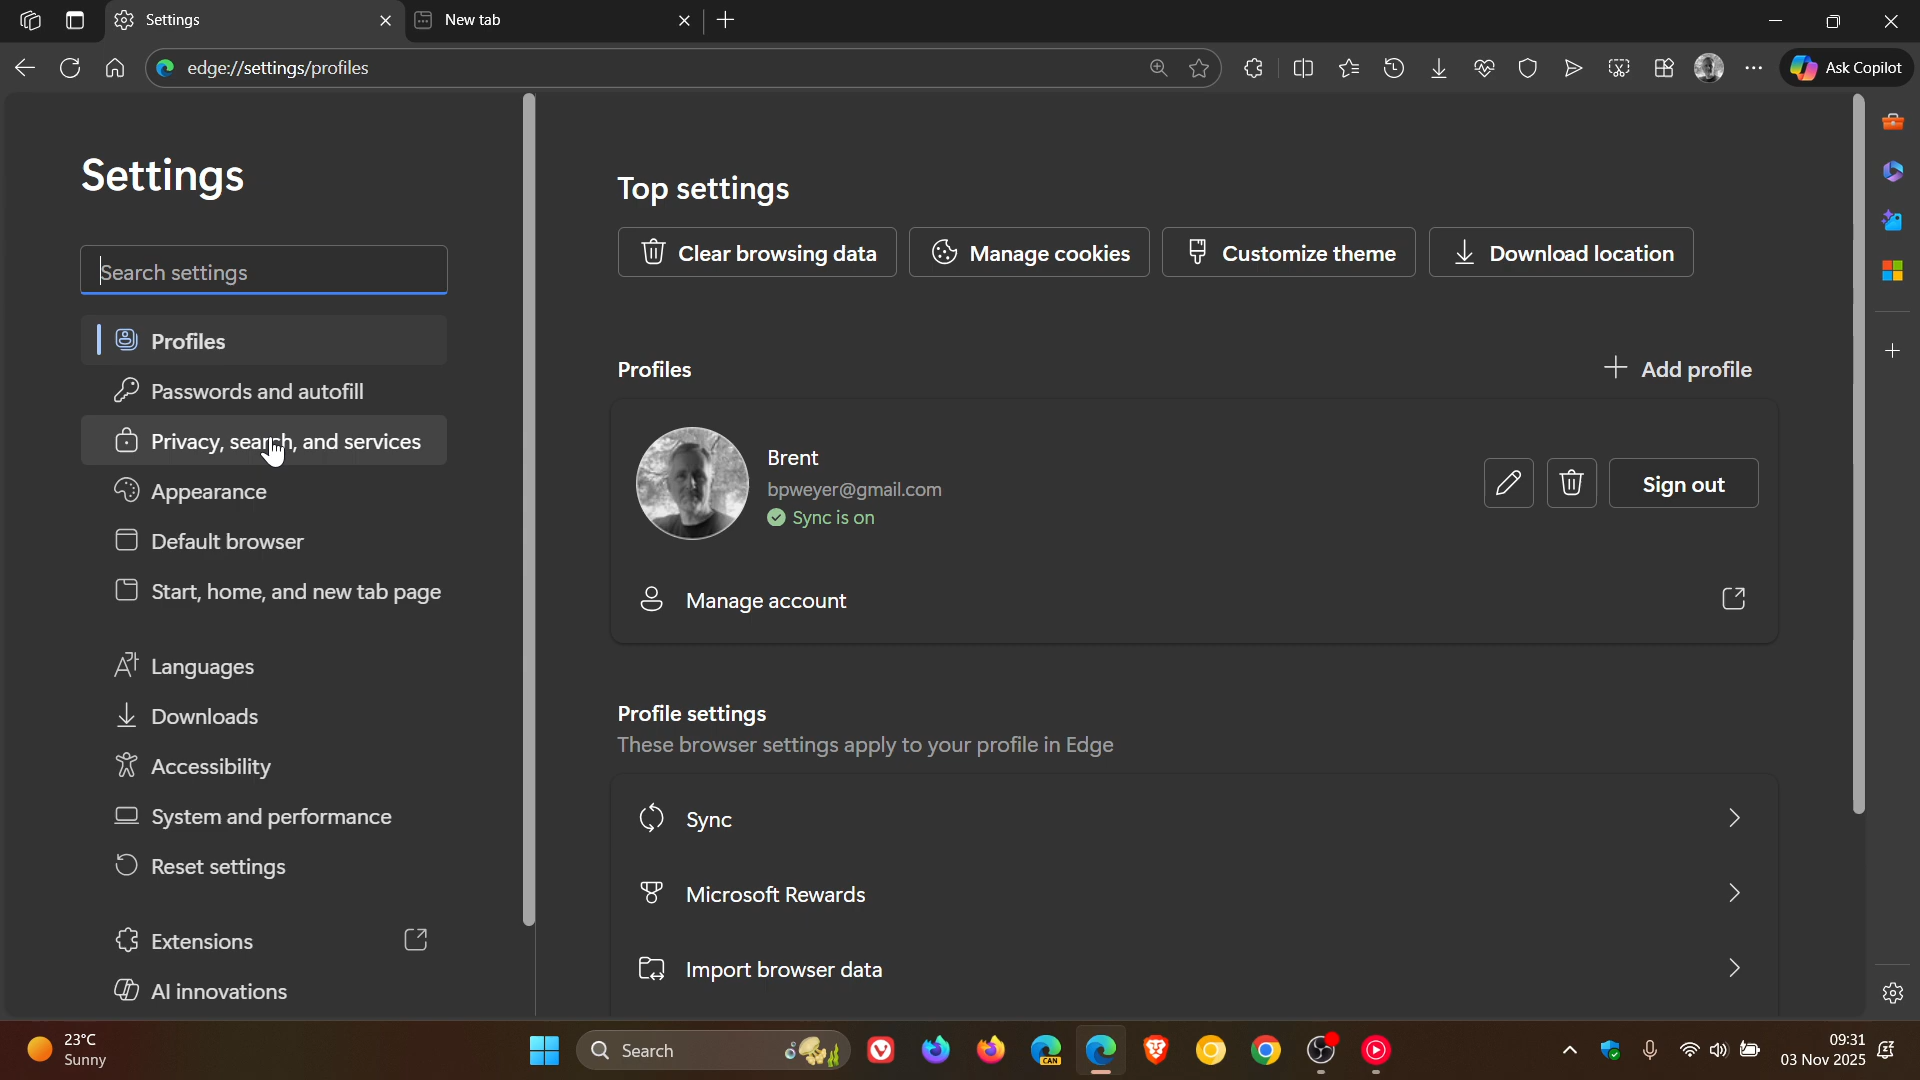 Settings
New tab
edge://settings/profiles
Ask Copilot
Settings
Search settings
Profiles
Passwords and autofill
Privacy, search, and services
Appearance
Default browser
Start, home, and new tab page
Languages
Downloads
Accessibility
System and performance
Reset settings
Extensions
AI innovations
Top settings
Clear browsing data
Manage cookies
Customize theme
Download location
Profiles
Add profile
Brent
bpweyer@gmail.com
Sync is on
Sign out
Manage account
Profile settings
These browser settings apply to your profile in Edge
Sync
Microsoft Rewards
Import browser data
23°C
Sunny
Search
CAN
09:31
03 Nov 2025